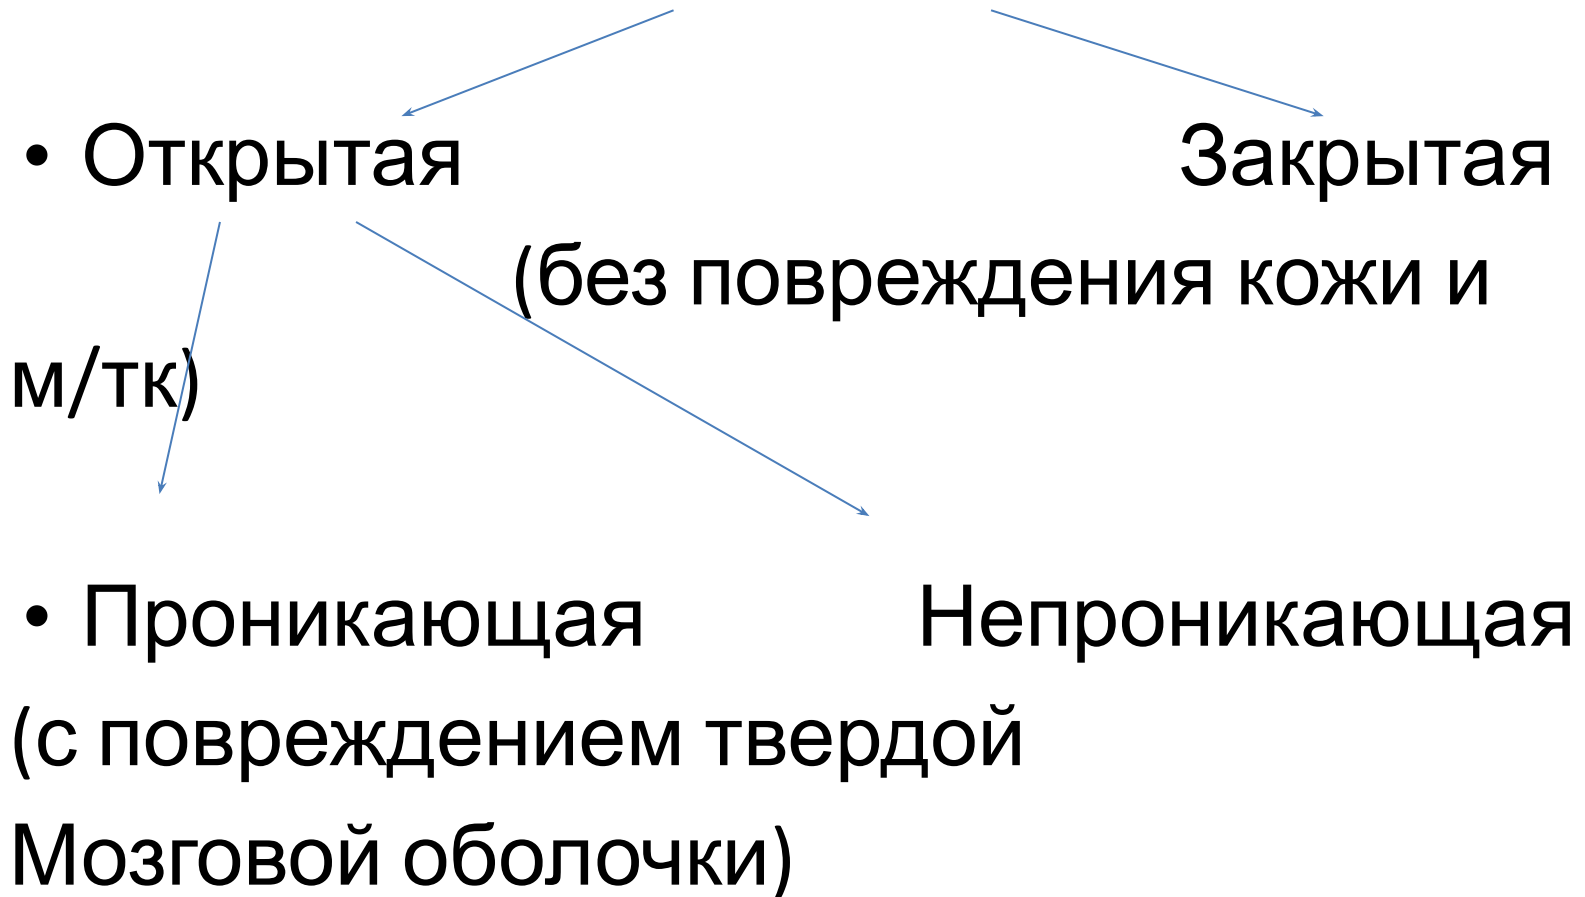 • Открытая Закрытая
(без повреждения кожи и
м/тк)
• Проникающая Непроникающая
(с повреждением твердой
Мозговой оболочки)